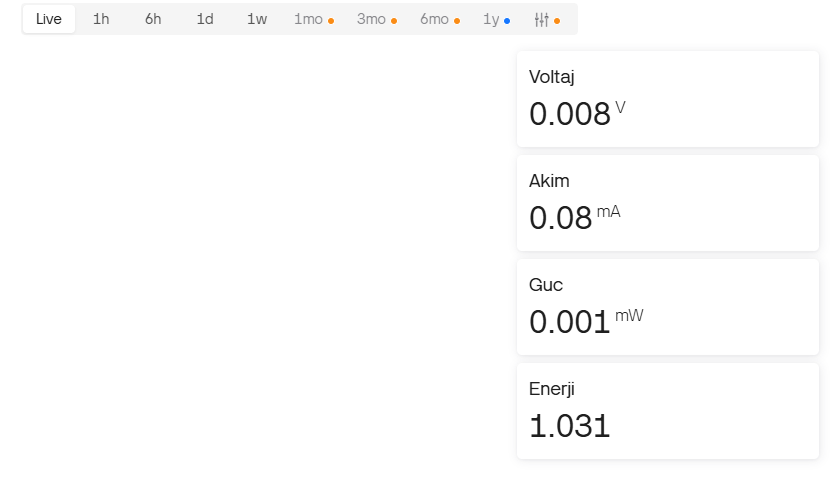 Live 1h 6h 1d 1w 1mo 3mo 6mo 1y
Voltaj
0.008 V
Akim
0.08 mA
Guc
0.001 mW
Enerji
1.031